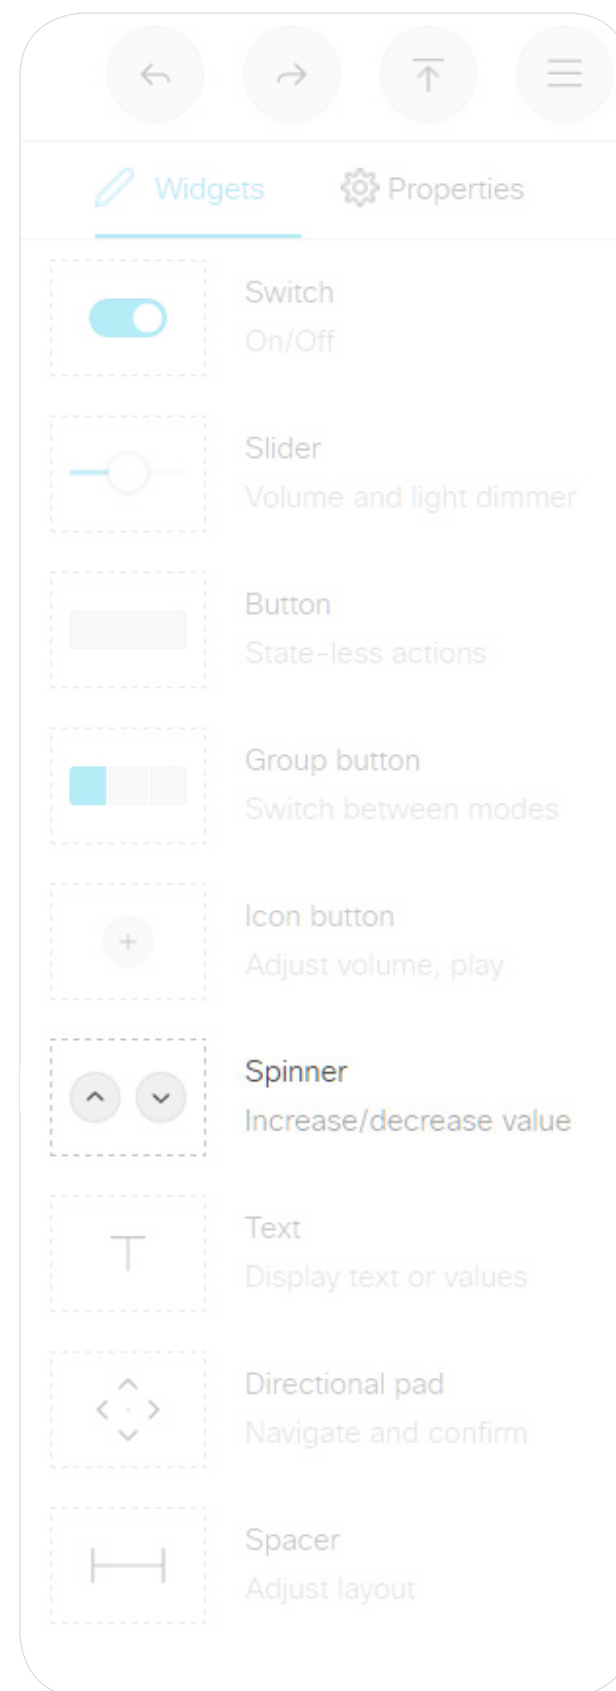 Widgets
Properties
Switch
On/Off
Slider
Volume and light dimmer
Button
State-less actions
Group button
Switch between modes
Icon button
Adjust volume, play
Spinner
Increase/decrease value
Text
Display text or values
Directional pad
Navigate and confirm
Spacer
Adjust layout